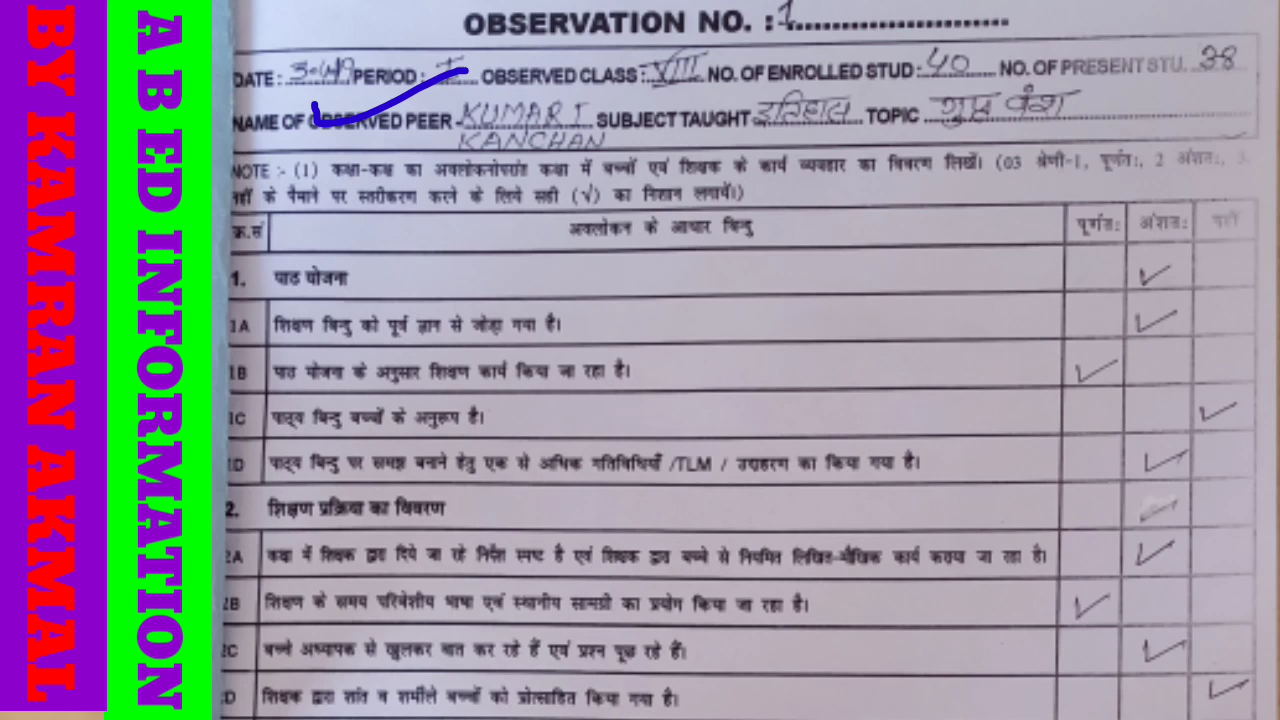 BY KAMRAN AKMAL
A B ED INFORMATION
OBSERVATION NO. : 1
DATE : PERIOD : I OBSERVED CLASS : VIII NO. OF ENROLLED STUD : 40 NO. OF PRESENT STU. 38
NAME OF OBSERVED PEER KUMARI SUBJECT TAUGHT इतिहास TOPIC गुप्त वंश
KANCHAN
NOTE :- (1) कक्षा-कक्ष का अवलोकनोपरांत कक्षा में बच्चों एवं शिक्षक के कार्य व्यवहार का विवरण लिखें। (03 श्रेणी-1, पूर्णतः, 2 अंशतः, 3.
नहीं के पैमाने पर स्तरीकरण करने के लिये सही (√) का निशान लगायें।)
क्र.सं अवलोकन के आधार बिन्दु पूर्णतः अंशतः नहीं
1. पाठ योजना ✓
1A शिक्षण बिन्दु को पूर्व ज्ञान से जोड़ा गया है। ✓
1B पाठ योजना के अनुसार शिक्षण कार्य किया जा रहा है। ✓
1C पाठ्य बिन्दु बच्चों के अनुरूप है। ✓
1D पाठ्य बिन्दु पर समझ बनाने हेतु एक से अधिक गतिविधियाँ /TLM / उदाहरण का किया गया है। ✓
2. शिक्षण प्रक्रिया का विवरण ✓
2A कक्षा में शिक्षक द्वारा दिये जा रहे निर्देश स्पष्ट है एवं शिक्षक द्वारा बच्चे से नियमित लिखित-मौखिक कार्य कराया जा रहा है। ✓
2B शिक्षण के समय परिवेशीय भाषा एवं स्थानीय सामग्री का प्रयोग किया जा रहा है। ✓
2C बच्चे अध्यापक से खुलकर बात कर रहे हैं एवं प्रश्न पूछ रहे हैं। ✓
2D शिक्षक द्वारा शांत व शर्मीले बच्चों को प्रोत्साहित किया गया है। ✓